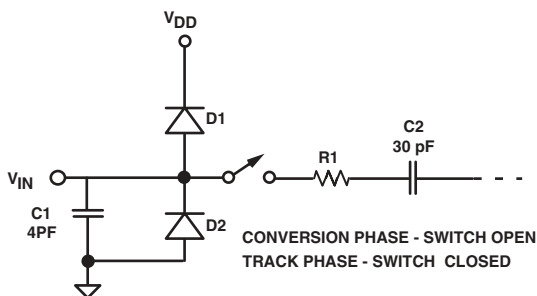 VDD
D1
C2
30 pF
R1
VIN
C1
4PF
D2
CONVERSION PHASE - SWITCH OPEN
TRACK PHASE - SWITCH CLOSED